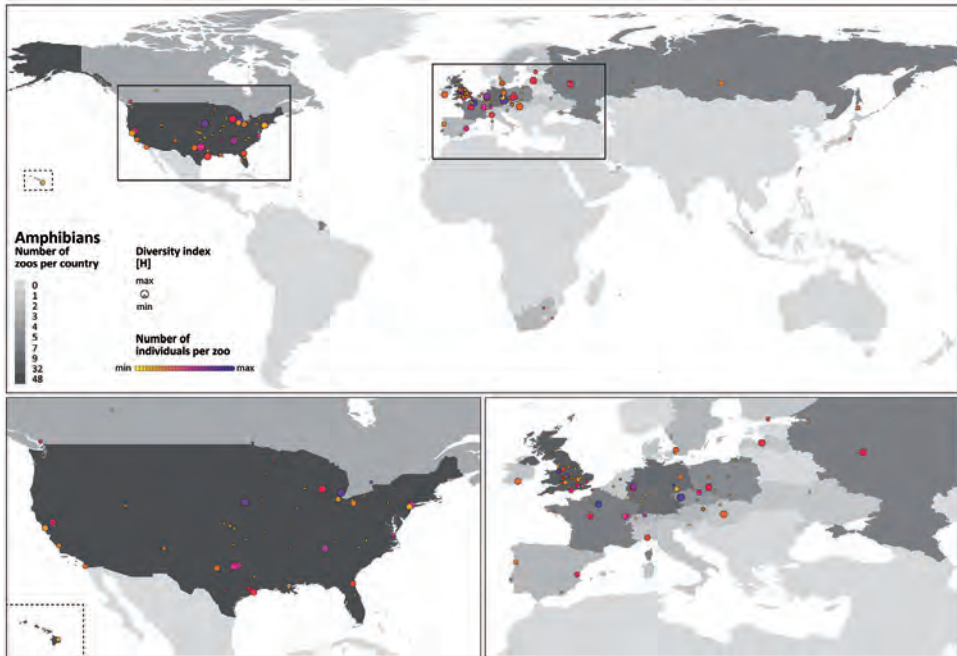 Amphibians
Number of
zoos per country
0
1
2
3
4
5
7
9
32
48
Diversity index
[H]
max
min
Number of
individuals per zoo
min
max